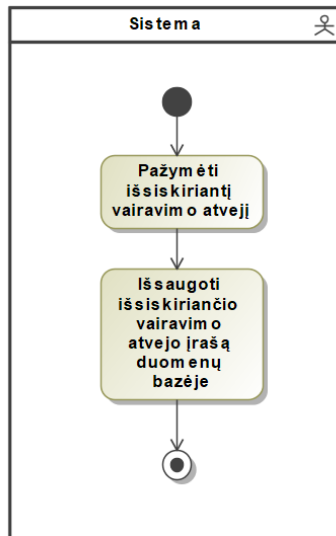 Sistema
Pažymėti
išsiskiriantį
vairavimo atvejį
Išsaugoti
išsiskiriančio
vairavimo
atvejo įrašą
duomenų
bazėje